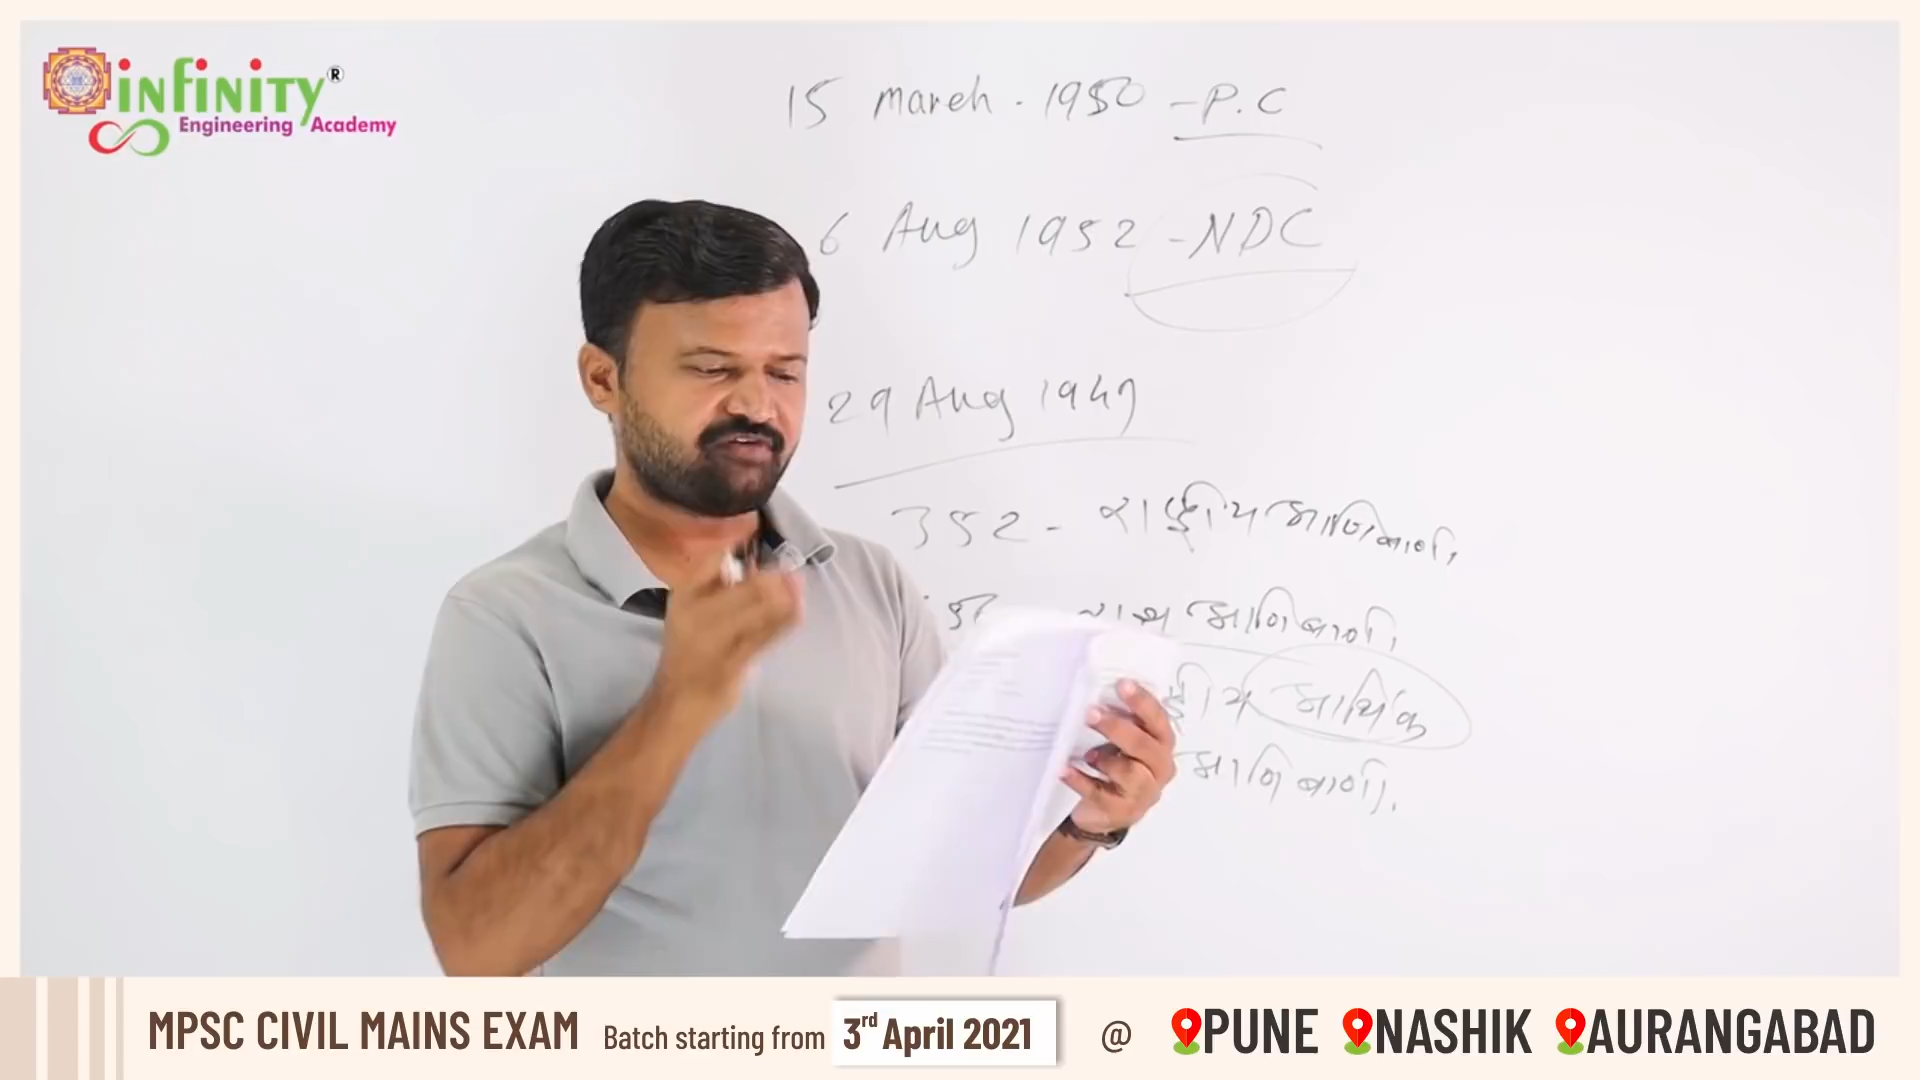 infinity®
Engineering Academy
15 march. 1950 - P.C
6 Aug 1952 - NDC
29 Aug 1947
352 - राष्ट्रीय आणिबाणी.
आणिबाणी.
आर्थिक
आणिबाणी.
MPSC CIVIL MAINS EXAM Batch starting from 3rd April 2021 @ PUNE NASHIK AURANGABAD